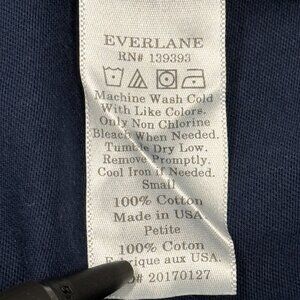 EVERLANE
RN# 139393
Machine Wash Cold
With Like Colors.
Only Non Chlorine
Bleach When Needed.
Tumble Dry Low.
Remove Promptly.
Cool Iron if Needed.
Small
100% Cotton
Made in USA.
Petite
100% Coton
Fabrique aux USA.
20170127